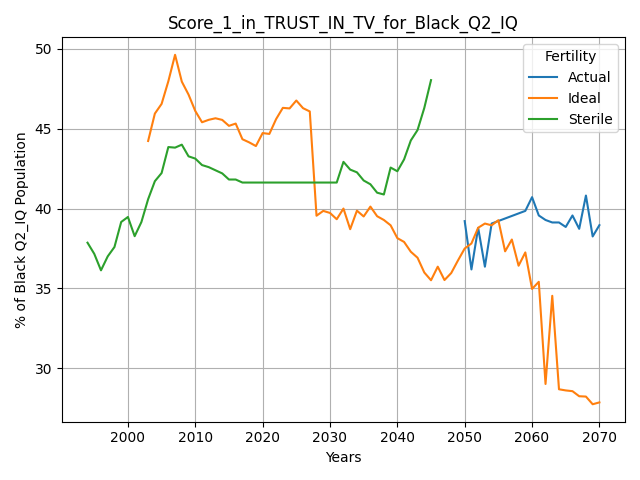 Score_1_in_TRUST_IN_TV_for_Black_Q2_IQ
Fertility
Actual
Ideal
Sterile
% of Black Q2_IQ Population
50
45
40
35
30
2000
2010
2020
2030
2040
2050
2060
2070
Years